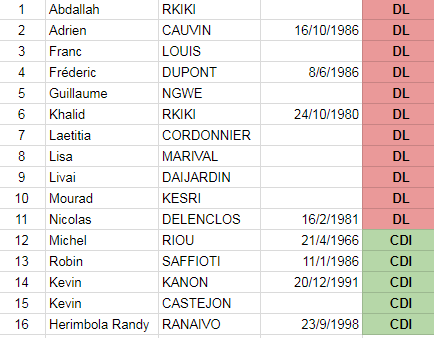 1 Abdallah RKIKI DL
2 Adrien CAUVIN 16/10/1986 DL
3 Franc LOUIS DL
4 Fréderic DUPONT 8/6/1986 DL
5 Guillaume NGWE DL
6 Khalid RKIKI 24/10/1980 DL
7 Laetitia CORDONNIER DL
8 Lisa MARIVAL DL
9 Livai DAIJARDIN DL
10 Mourad KESRI DL
11 Nicolas DELENCLOS 16/2/1981 DL
12 Michel RIOU 21/4/1966 CDI
13 Robin SAFFIOTI 11/1/1986 CDI
14 Kevin KANON 20/12/1991 CDI
15 Kevin CASTEJON CDI
16 Herimbola Randy RANAIVO 23/9/1998 CDI